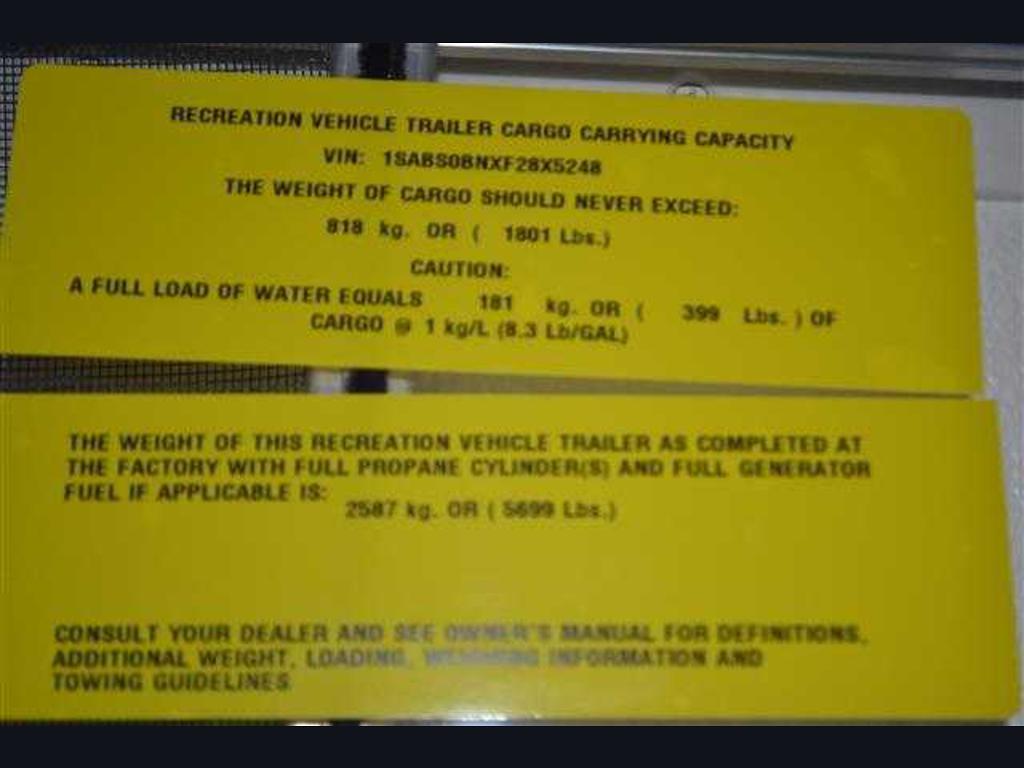 RECREATION VEHICLE TRAILER CARGO CARRYING CAPACITY
VIN: 1SABS0BNXF28X5248
THE WEIGHT OF CARGO SHOULD NEVER EXCEED:
818 kg. OR ( 1801 Lbs.)
CAUTION:
A FULL LOAD OF WATER EQUALS 181 kg. OR ( 399 Lbs. ) OF
CARGO @ 1 kg/L (8.3 Lb/GAL)
THE WEIGHT OF THIS RECREATION VEHICLE TRAILER AS COMPLETED AT
THE FACTORY WITH FULL PROPANE CYLINDER(S) AND FULL GENERATOR
FUEL IF APPLICABLE IS:
2587 kg. OR ( 5699 Lbs.)
CONSULT YOUR DEALER AND SEE OWNER'S MANUAL FOR DEFINITIONS,
ADDITIONAL WEIGHT, LOADING, WEIGHING INFORMATION AND
TOWING GUIDELINES